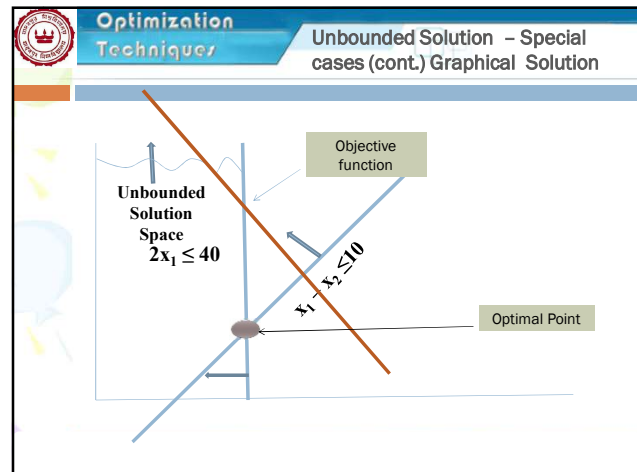 Optimization
Techniques
Unbounded Solution – Special
cases (cont.) Graphical Solution
Objective
function
Unbounded
Solution
Space
2x₁ ≤ 40
x₁ – x₂ ≤10
Optimal Point